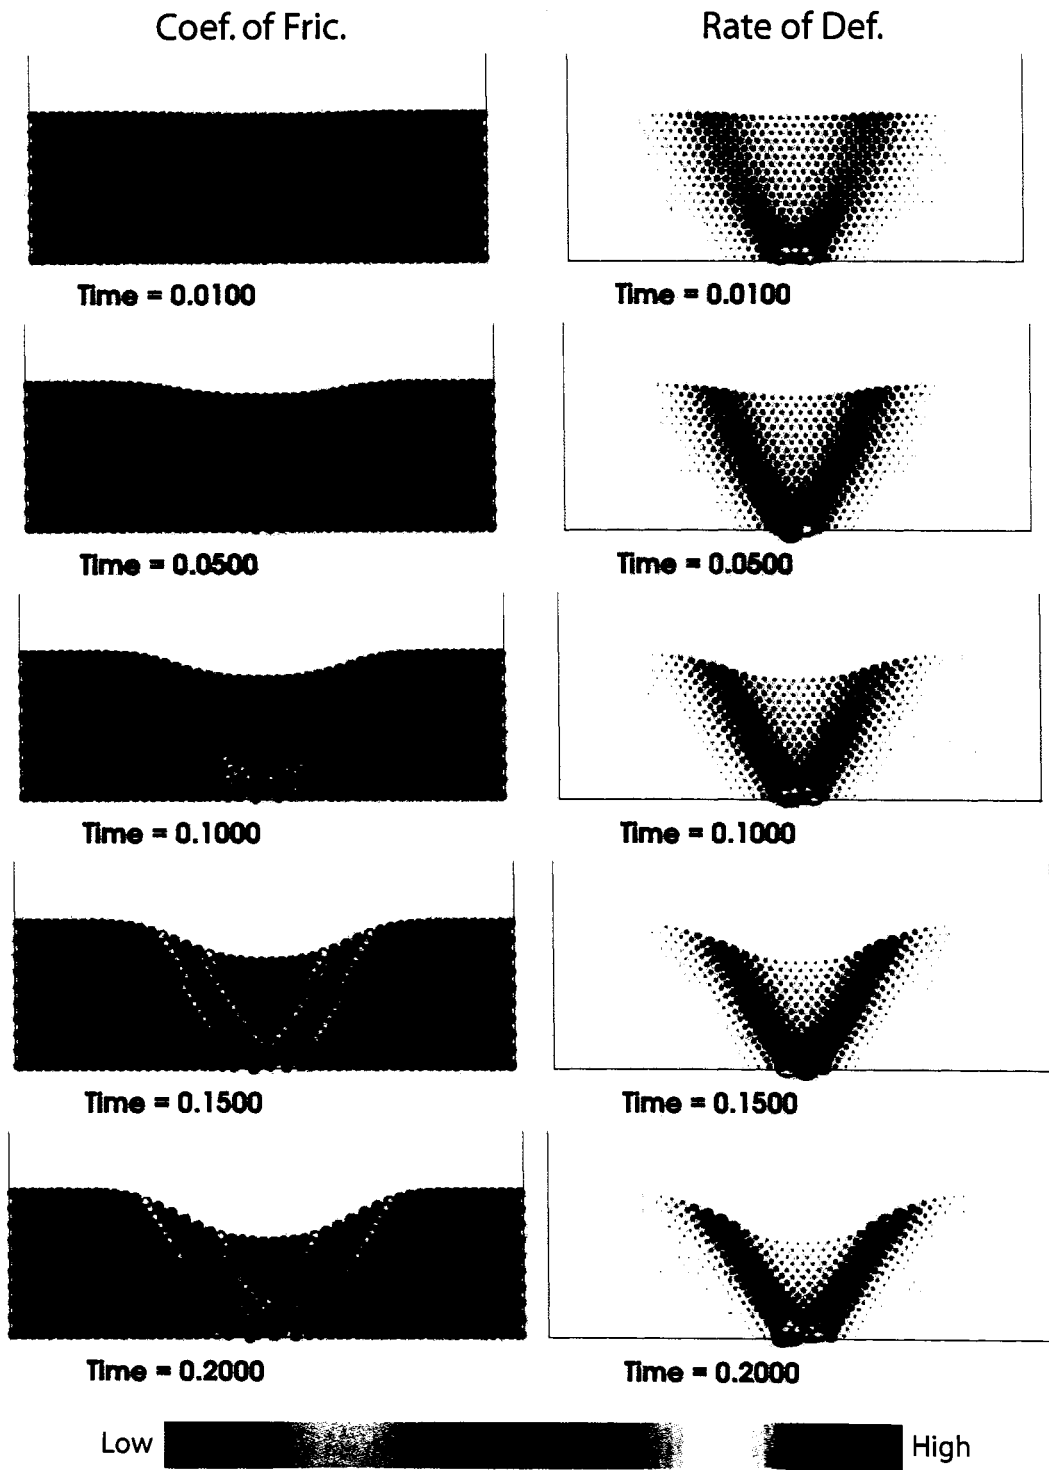 Coef. of Fric.
Rate of Def.
Time = 0.0100
Time = 0.0100
Time = 0.0500
Time = 0.0500
Time = 0.1000
Time = 0.1000
Time = 0.1500
Time = 0.1500
Time = 0.2000
Time = 0.2000
Low
High